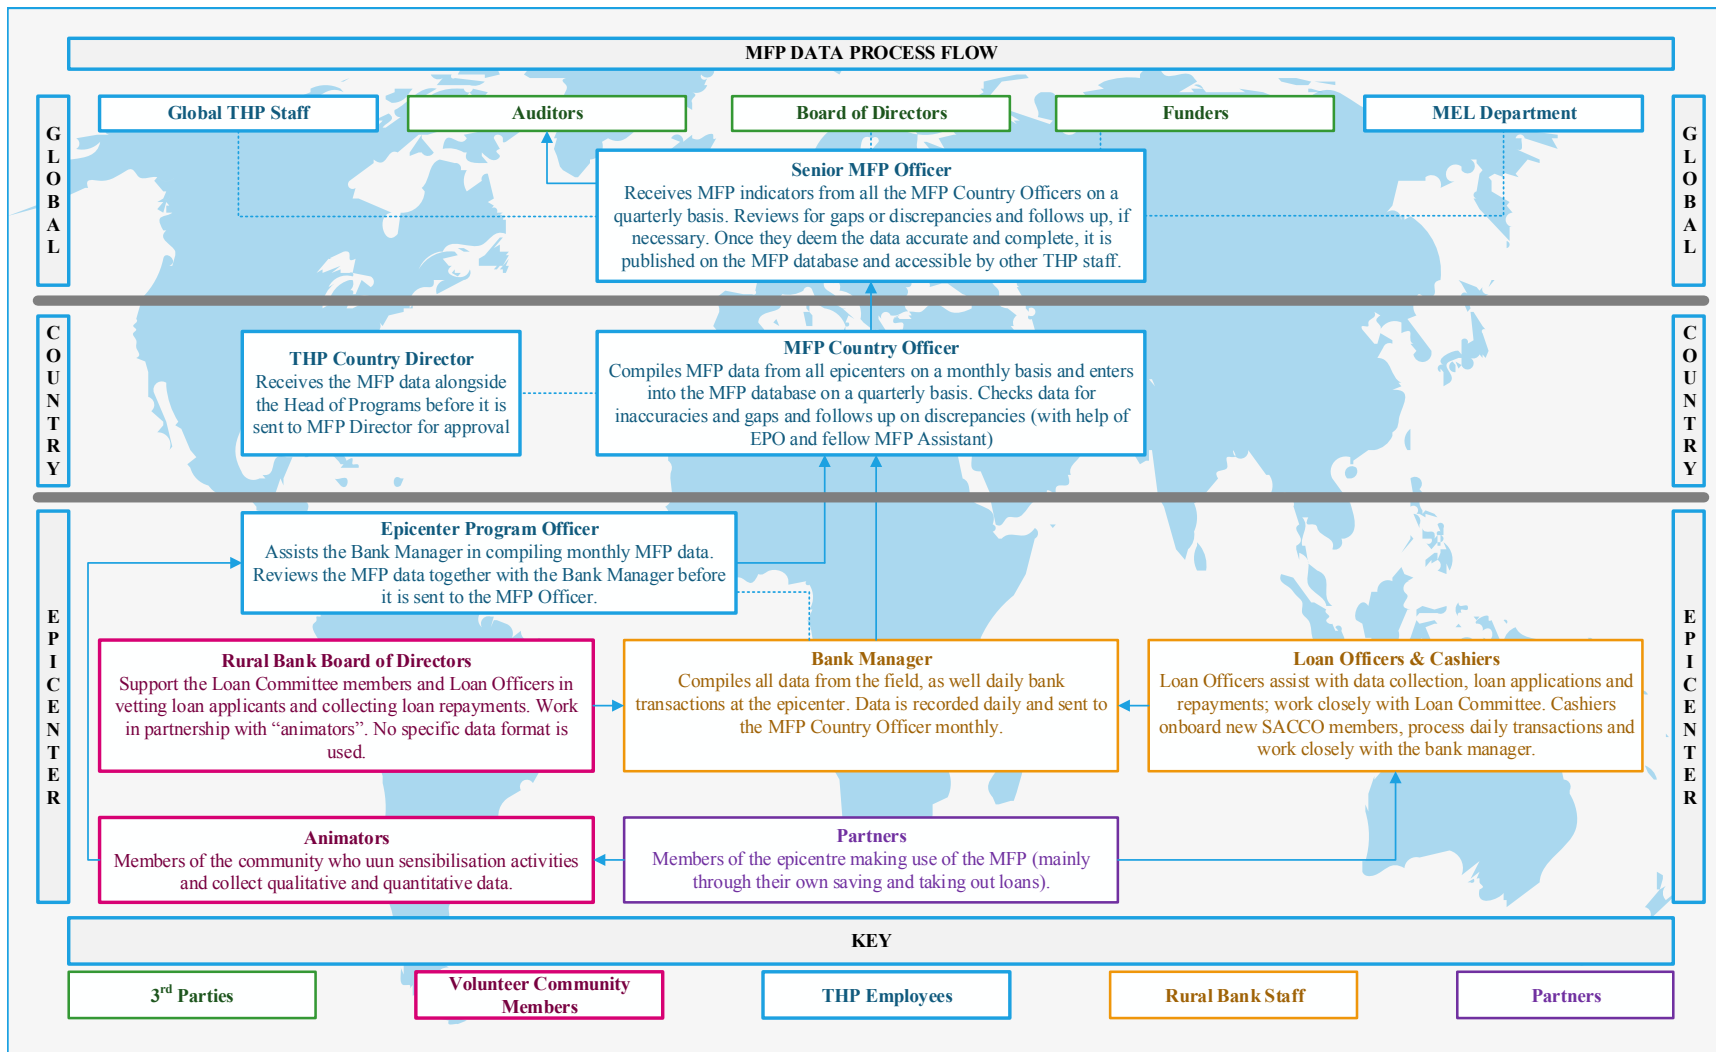 MFP DATA PROCESS FLOW
GLOBAL
Global THP Staff
Auditors
Board of Directors
Funders
MEL Department
GLOBAL
Senior MFP Officer
Receives MFP indicators from all the MFP Country Officers on a
quarterly basis. Reviews for gaps or discrepancies and follows up, if
necessary. Once they deem the data accurate and complete, it is
published on the MFP database and accessible by other THP staff.
COUNTRY
THP Country Director
Receives the MFP data alongside
the Head of Programs before it is
sent to MFP Director for approval
MFP Country Officer
Compiles MFP data from all epicenters on a monthly basis and enters
into the MFP database on a quarterly basis. Checks data for
inaccuracies and gaps and follows up on discrepancies (with help of
EPO and fellow MFP Assistant)
COUNTRY
EPICENTER
Epicenter Program Officer
Assists the Bank Manager in compiling monthly MFP data.
Reviews the MFP data together with the Bank Manager before
it is sent to the MFP Officer.
EPICENTER
Rural Bank Board of Directors
Support the Loan Committee members and Loan Officers in
vetting loan applicants and collecting loan repayments. Work
in partnership with “animators”. No specific data format is
used.
Bank Manager
Compiles all data from the field, as well daily bank
transactions at the epicenter. Data is recorded daily and sent to
the MFP Country Officer monthly.
Loan Officers & Cashiers
Loan Officers assist with data collection, loan applications and
repayments; work closely with Loan Committee. Cashiers
onboard new SACCO members, process daily transactions and
work closely with the bank manager.
Animators
Members of the community who uun sensibilisation activities
and collect qualitative and quantitative data.
Partners
Members of the epicentre making use of the MFP (mainly
through their own saving and taking out loans).
KEY
3rd Parties
Volunteer Community
Members
THP Employees
Rural Bank Staff
Partners